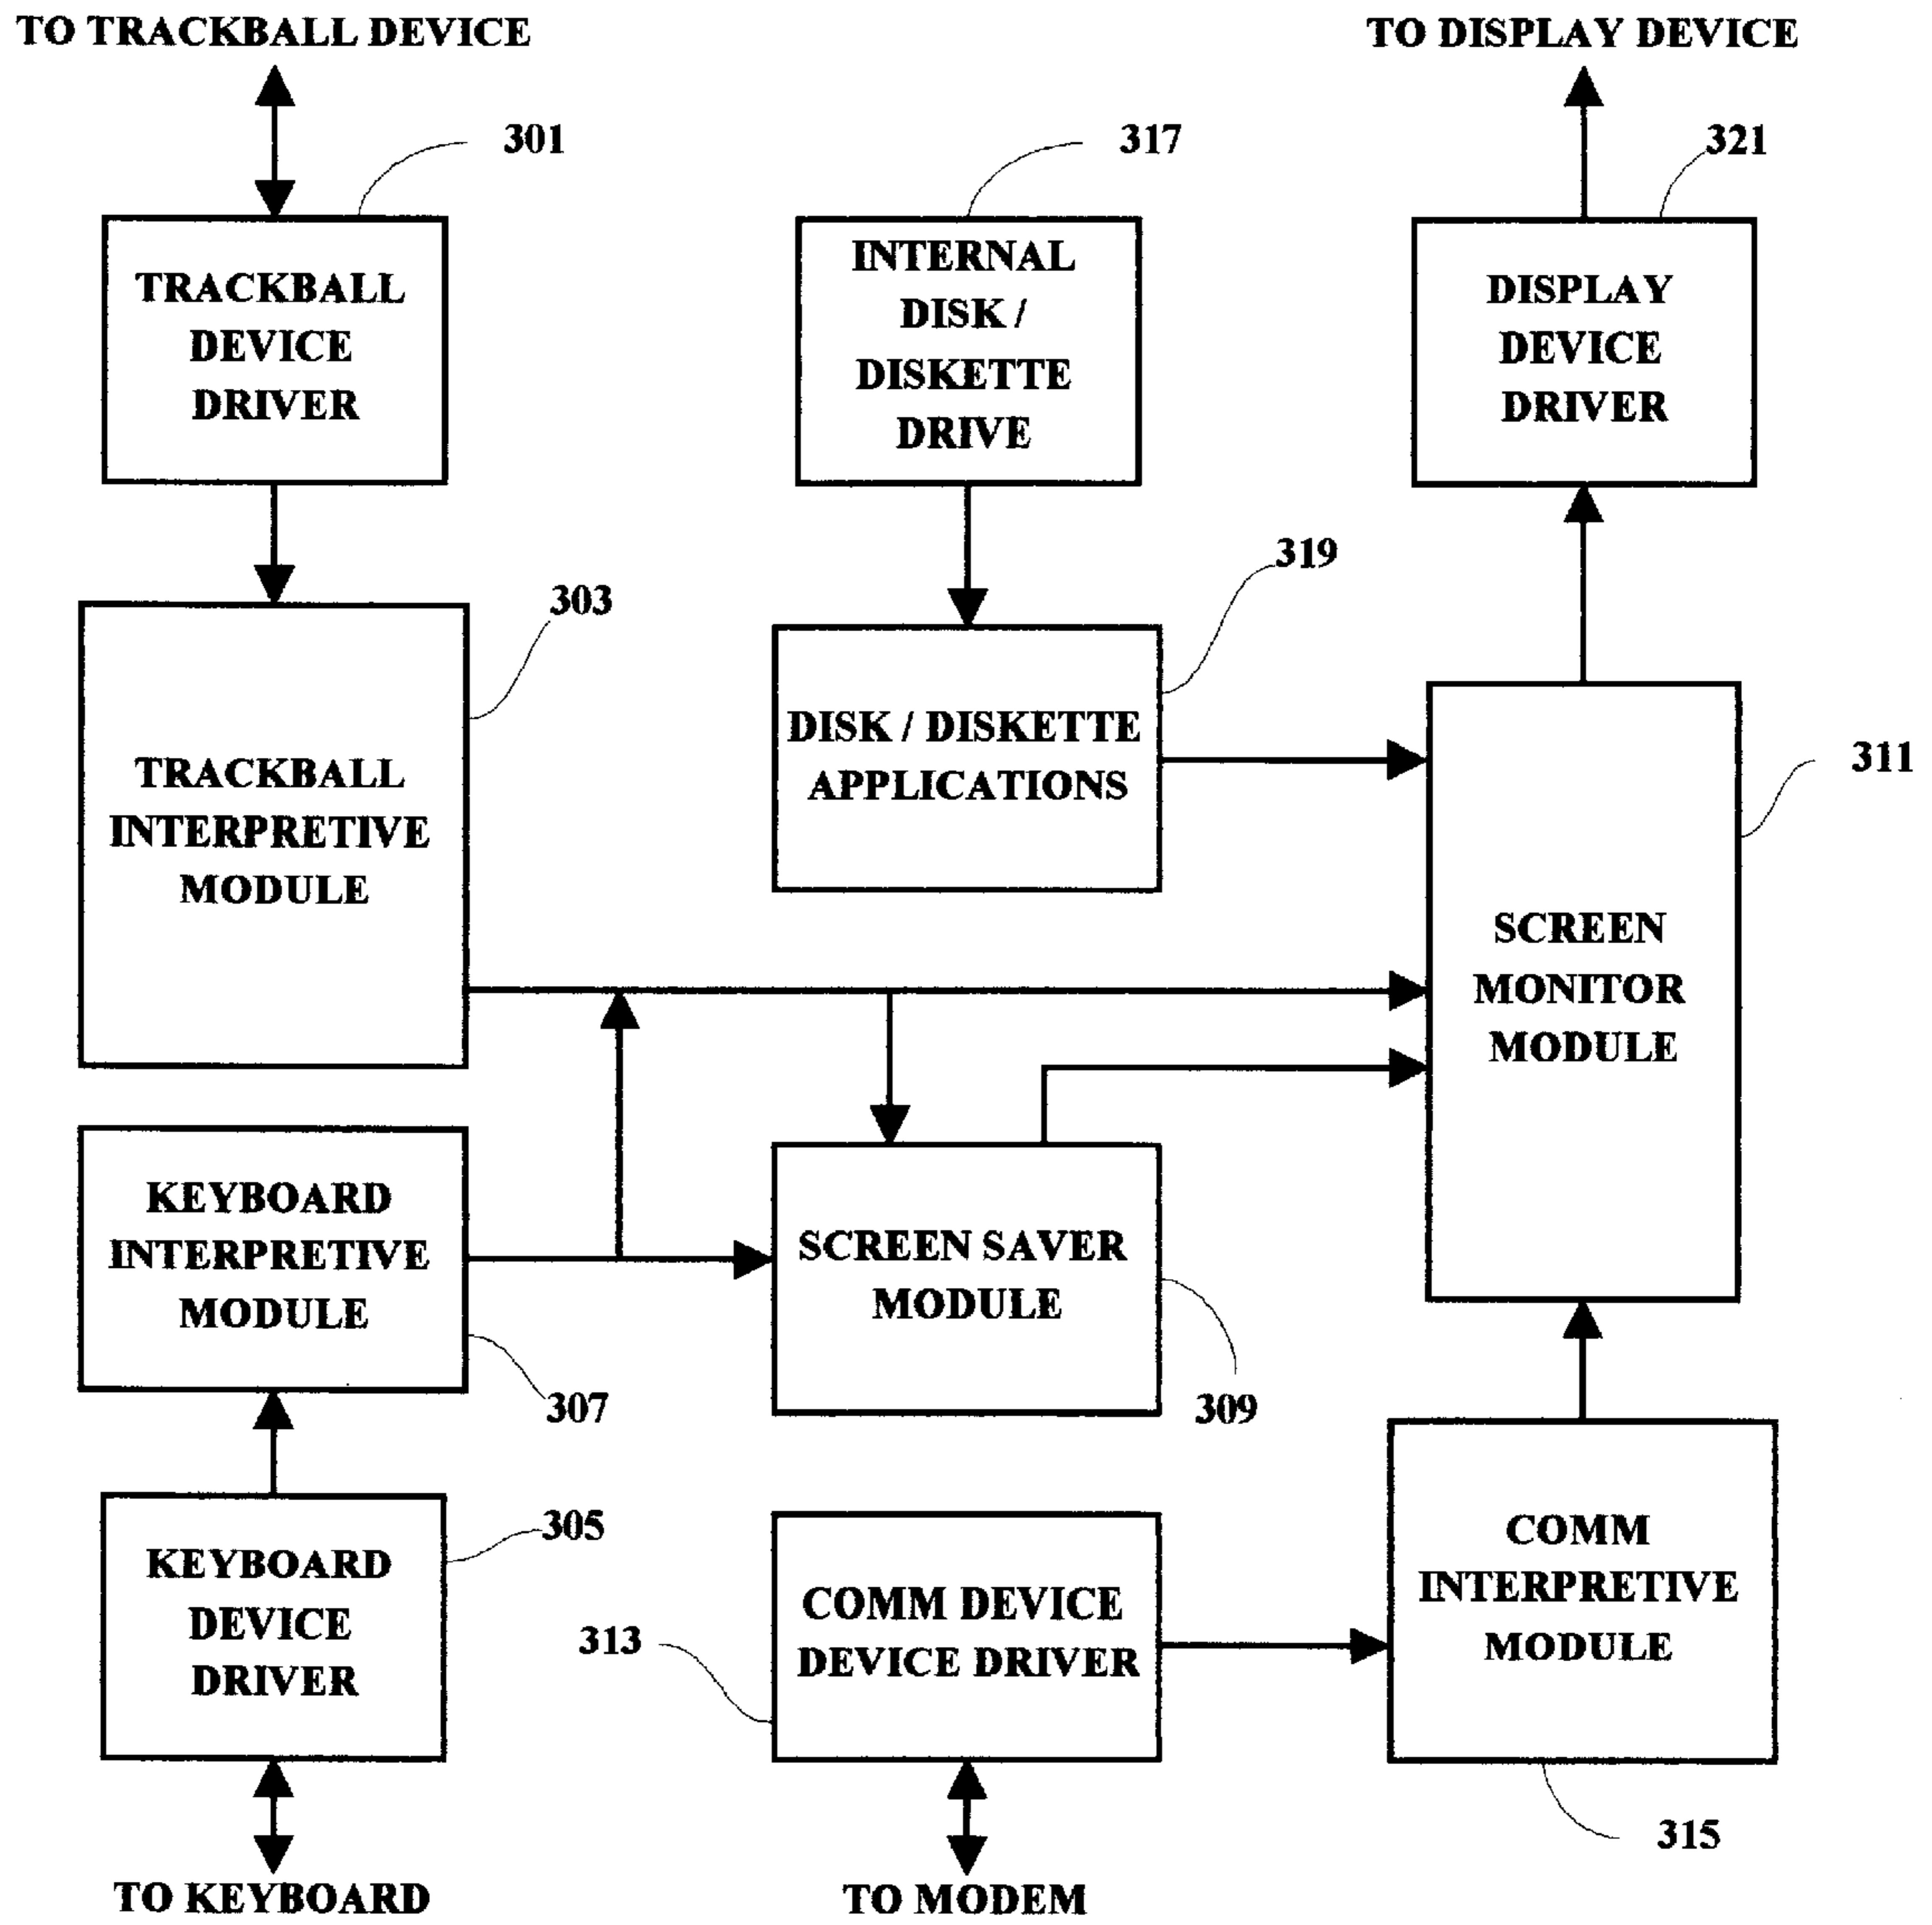 TO TRACKBALL DEVICE
TO DISPLAY DEVICE
301
317
321
TRACKBALL
DEVICE
DRIVER
INTERNAL
DISK /
DISKETTE
DRIVE
DISPLAY
DEVICE
DRIVER
303
319
TRACKBALL
INTERPRETIVE
MODULE
DISK / DISKETTE
APPLICATIONS
311
SCREEN
MONITOR
MODULE
KEYBOARD
INTERPRETIVE
MODULE
307
SCREEN SAVER
MODULE
309
305
KEYBOARD
DEVICE
DRIVER
313
COMM DEVICE
DEVICE DRIVER
COMM
INTERPRETIVE
MODULE
315
TO KEYBOARD
TO MODEM